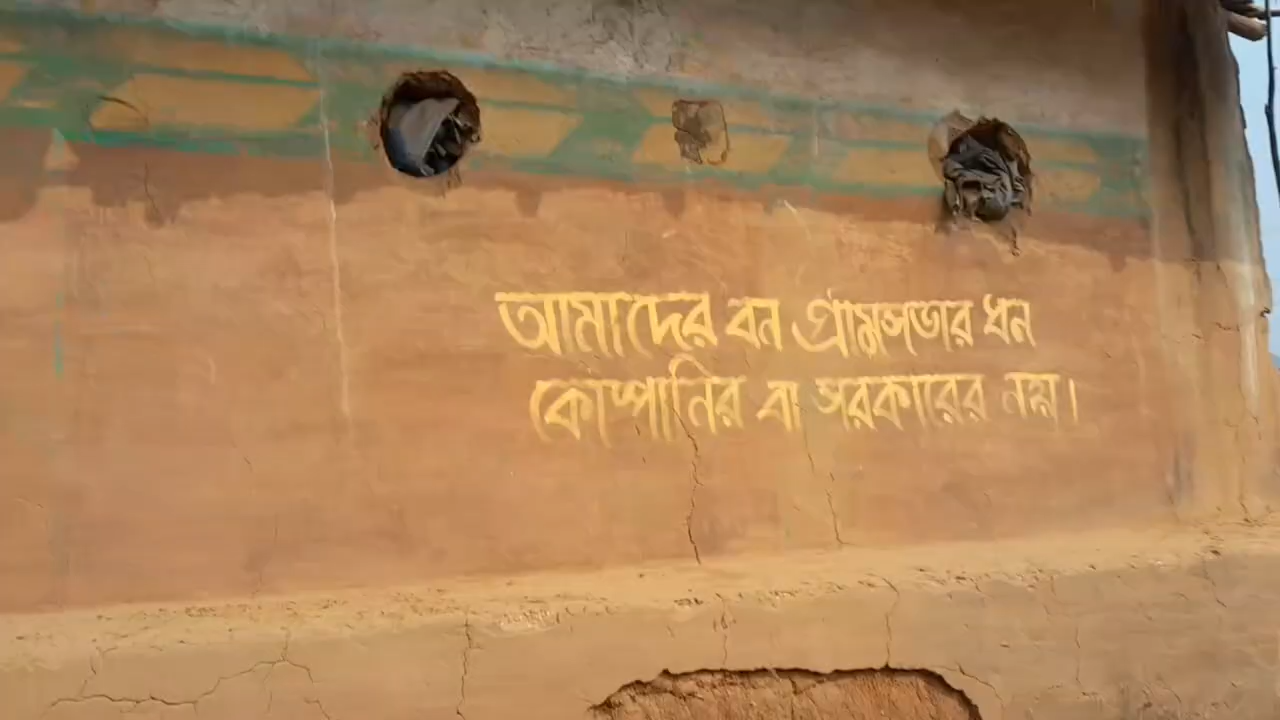 আমাদের বন গ্রামসভার ধন
কোম্পানির বা সরকারের নয়।